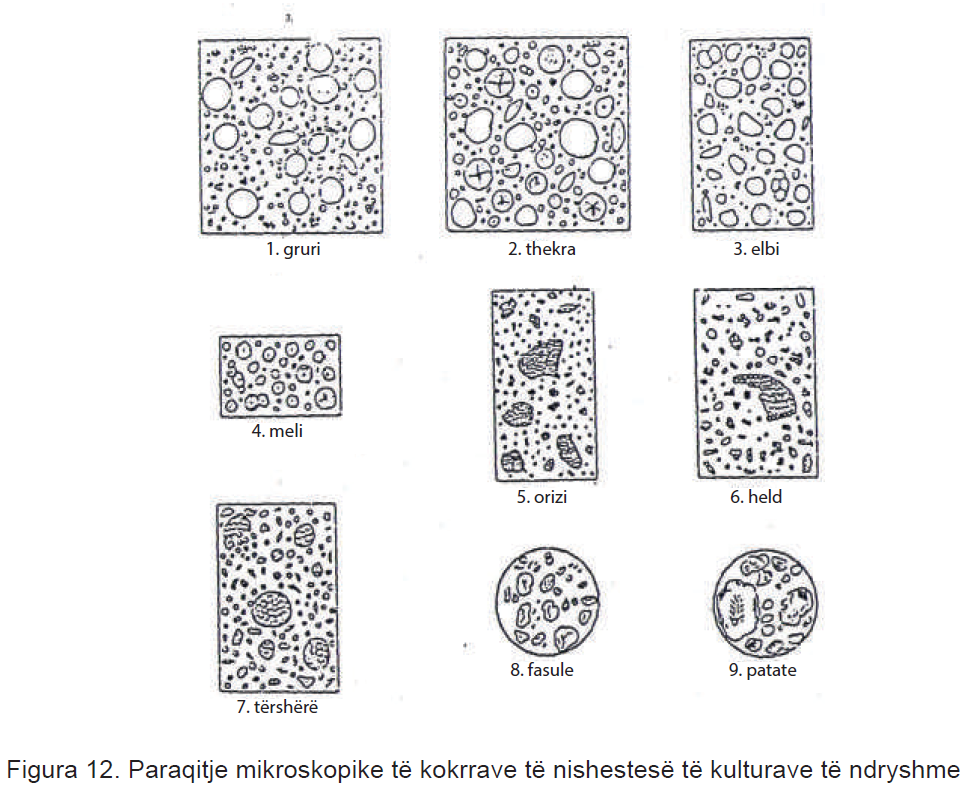 1. gruri
2. thekra
3. elbi
4. meli
5. orizi
6. held
7. tërshërë
8. fasule
9. patate
Figura 12. Paraqitje mikroskopike të kokrrave të nishestesë të kulturave të ndryshme